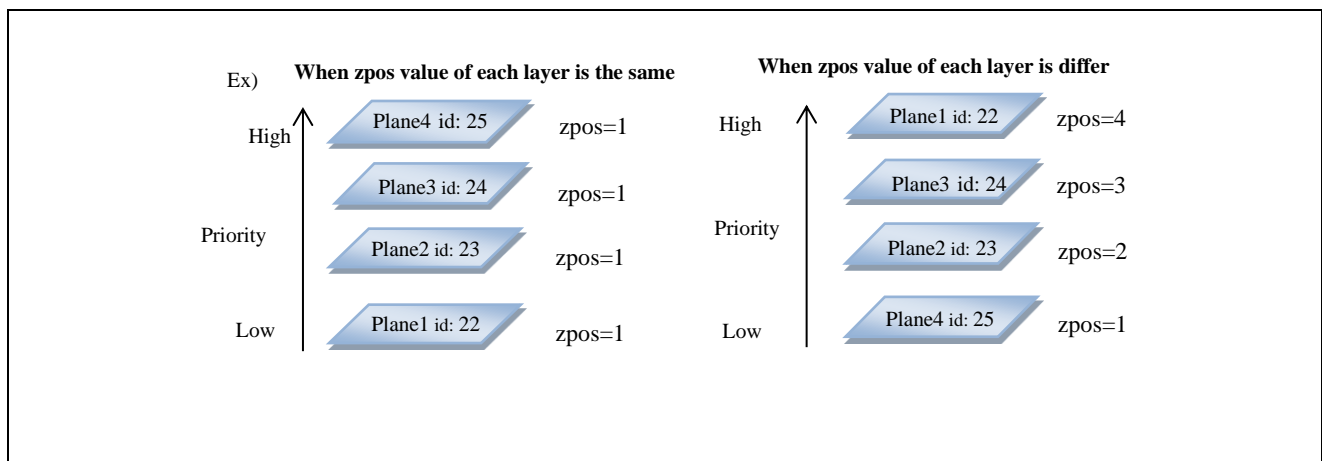 Ex)
When zpos value of each layer is the same
High
Plane4 id: 25
zpos=1
Plane3 id: 24
zpos=1
Priority
Plane2 id: 23
zpos=1
Low
Plane1 id: 22
zpos=1
When zpos value of each layer is differ
High
Plane1 id: 22
zpos=4
Plane3 id: 24
zpos=3
Priority
Plane2 id: 23
zpos=2
Low
Plane4 id: 25
zpos=1